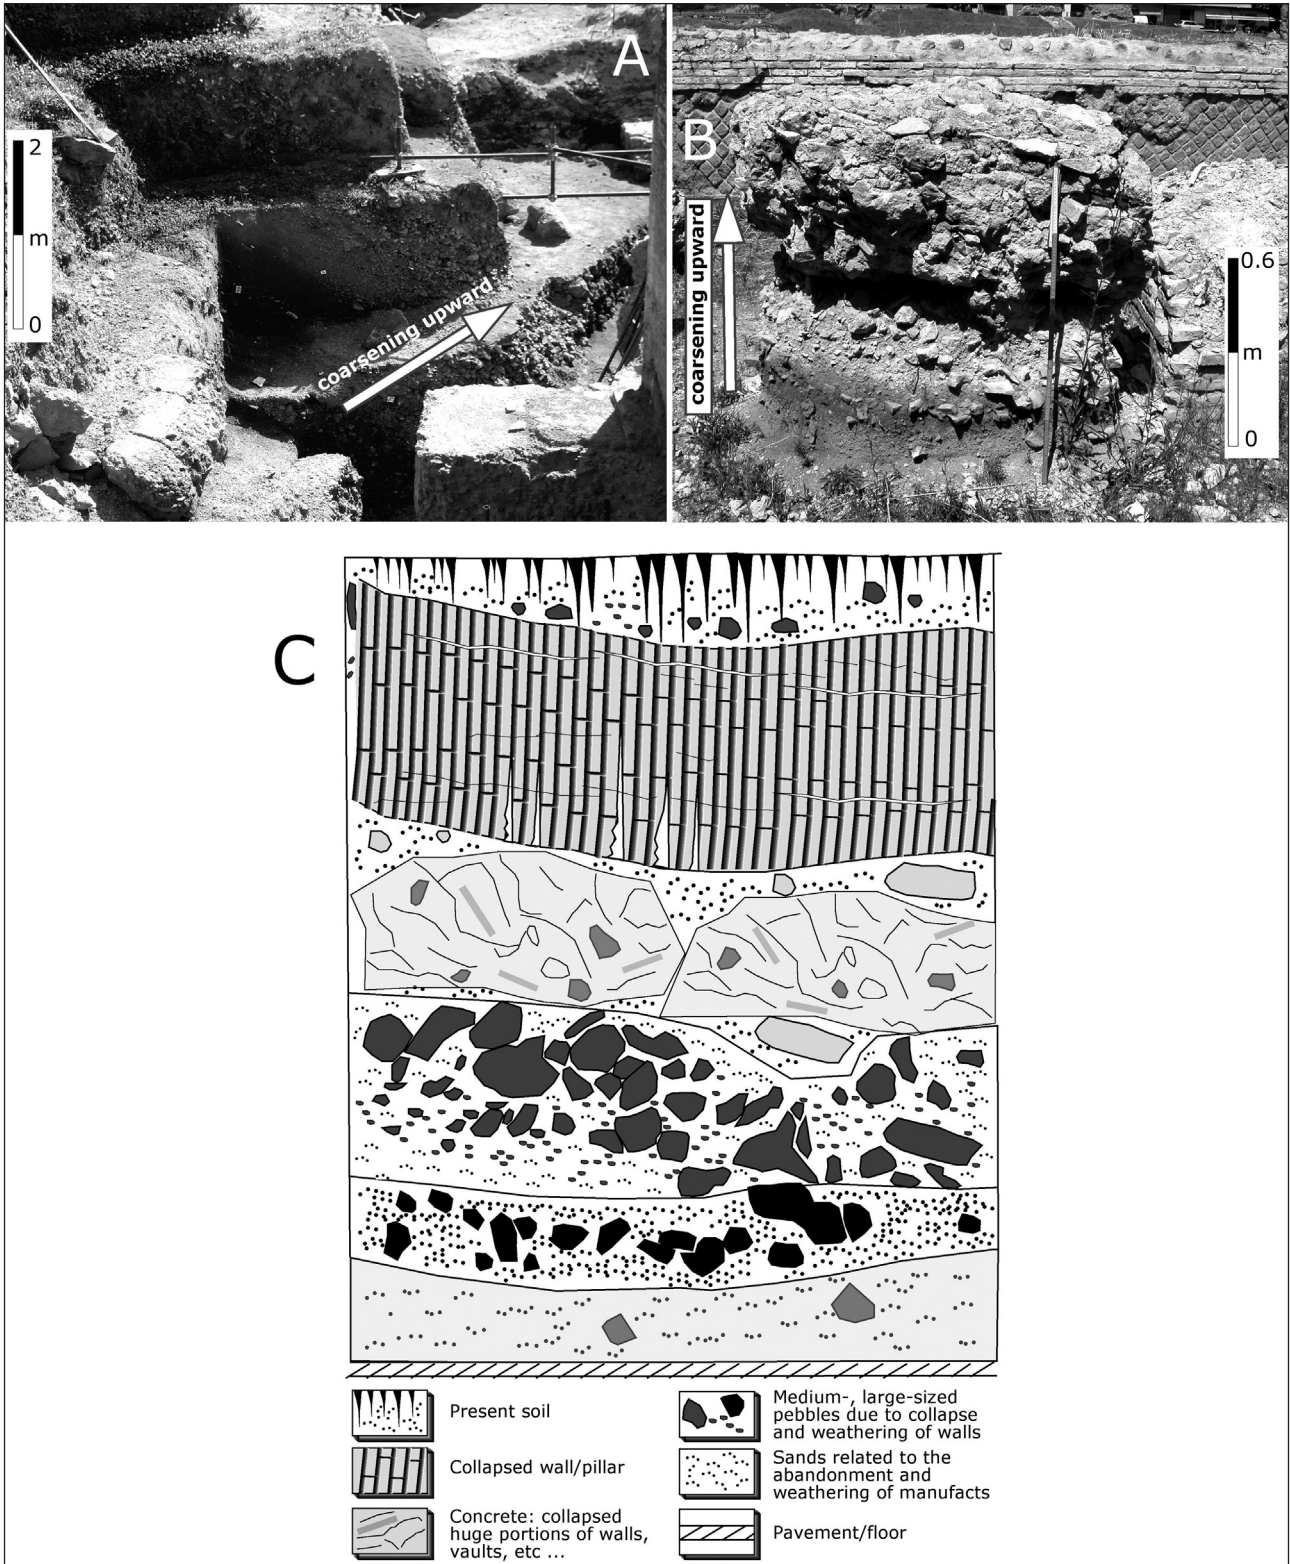 A
2
m
0
coarsening upward
B
coarsening upward
0.6
m
0
C
Present soil
Collapsed wall/pillar
Concrete: collapsed
huge portions of walls,
vaults, etc ...
Medium-, large-sized
pebbles due to collapse
and weathering of walls
Sands related to the
abandonment and
weathering of manufacts
Pavement/floor